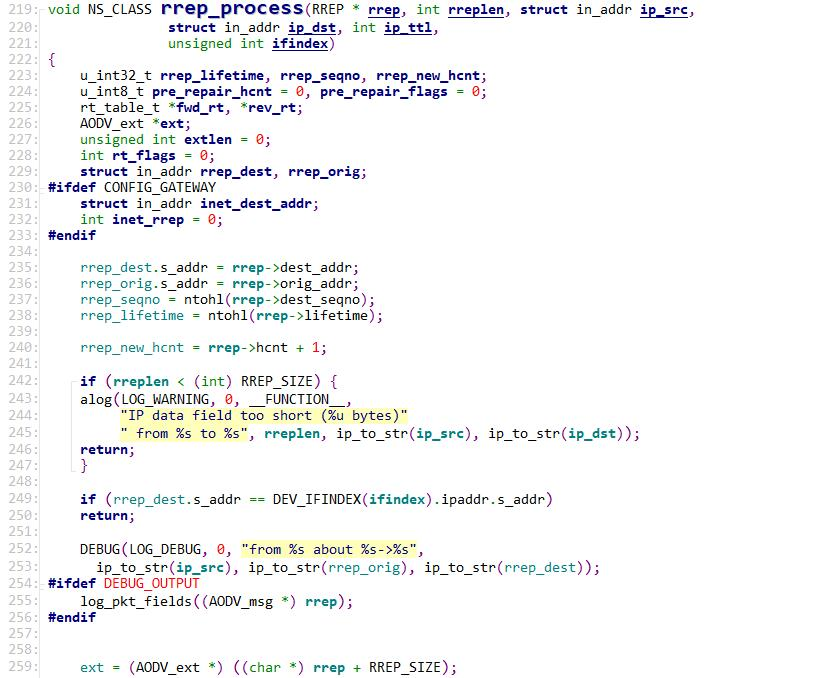 219: void NS_CLASS rrep_process(RREP * rrep, int rreplen, struct in_addr ip_src,
220: struct in_addr ip_dst, int ip_ttl,
221: unsigned int ifindex)
222: {
223: u_int32_t rrep_lifetime, rrep_seqno, rrep_new_hcnt;
224: u_int8_t pre_repair_hcnt = 0, pre_repair_flags = 0;
225: rt_table_t *fwd_rt, *rev_rt;
226: AODV_ext *ext;
227: unsigned int extlen = 0;
228: int rt_flags = 0;
229: struct in_addr rrep_dest, rrep_orig;
230: #ifdef CONFIG_GATEWAY
231: struct in_addr inet_dest_addr;
232: int inet_rrep = 0;
233: #endif
234:
235: rrep_dest.s_addr = rrep->dest_addr;
236: rrep_orig.s_addr = rrep->orig_addr;
237: rrep_seqno = ntohl(rrep->dest_seqno);
238: rrep_lifetime = ntohl(rrep->lifetime);
239:
240: rrep_new_hcnt = rrep->hcnt + 1;
241:
242: if (rreplen < (int) RREP_SIZE) {
243: alog(LOG_WARNING, 0, __FUNCTION__,
244: "IP data field too short (%u bytes)"
245: " from %s to %s", rreplen, ip_to_str(ip_src), ip_to_str(ip_dst));
246: return;
247: }
248:
249: if (rrep_dest.s_addr == DEV_IFINDEX(ifindex).ipaddr.s_addr)
250: return;
251:
252: DEBUG(LOG_DEBUG, 0, "from %s about %s->%s",
253: ip_to_str(ip_src), ip_to_str(rrep_orig), ip_to_str(rrep_dest));
254: #ifdef DEBUG_OUTPUT
255: log_pkt_fields((AODV_msg *) rrep);
256: #endif
257:
258:
259: ext = (AODV_ext *) ((char *) rrep + RREP_SIZE);